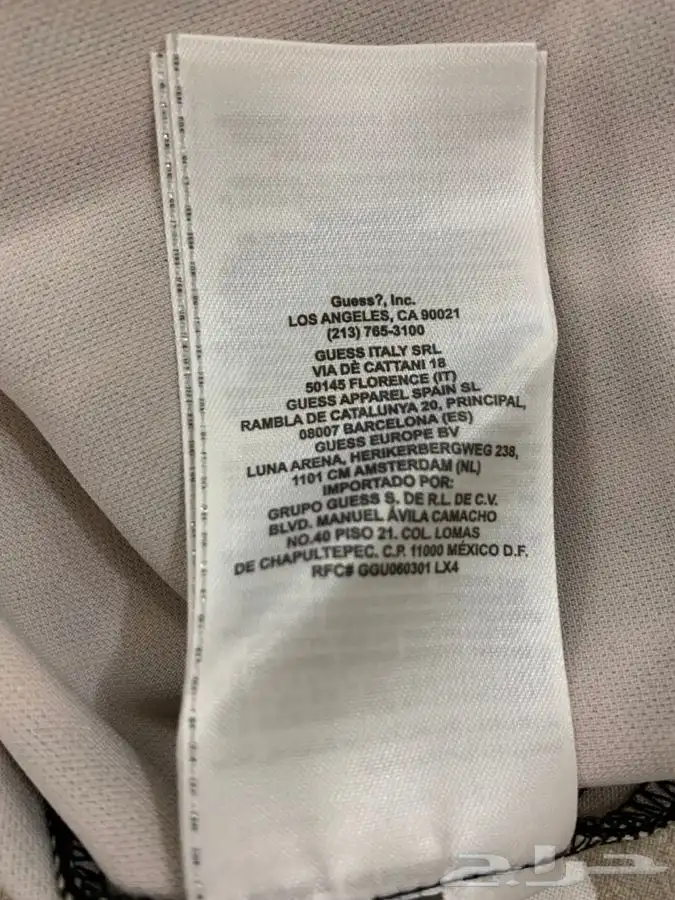 Guess?, Inc.
LOS ANGELES, CA 90021
(213) 765-3100
GUESS ITALY SRL
VIA DÈ CATTANI 18
50145 FLORENCE (IT)
GUESS APPAREL SPAIN SL
RAMBLA DE CATALUNYA 20, PRINCIPAL,
08007 BARCELONA (ES)
GUESS EUROPE BV
LUNA ARENA, HERIKERBERGWEG 238,
1101 CM AMSTERDAM (NL)
IMPORTADO POR:
GRUPO GUESS S. DE R.L. DE C.V.
BLVD. MANUEL ÁVILA CAMACHO
NO.40 PISO 21. COL. LOMAS
DE CHAPULTEPEC. C.P. 11000 MÉXICO D.F.
RFC# GGU060301 LX4
حراج